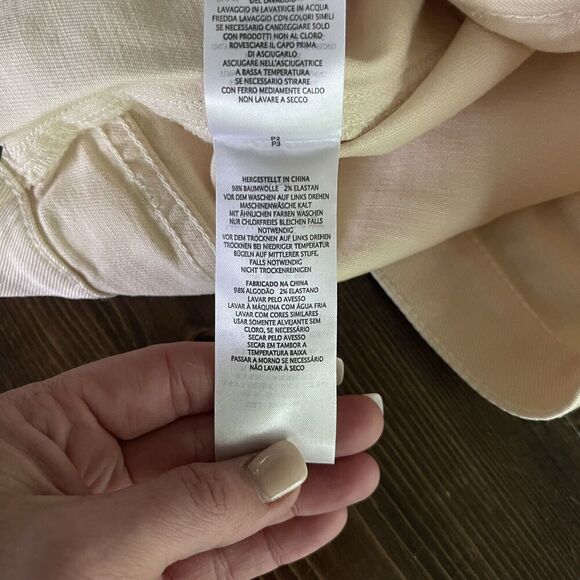 DEL LAVAGGIO
LAVAGGIO IN LAVATRICE IN ACQUA
FREDDA LAVAGGIO CON COLORI SIMILI
SE NECESSARIO CANDEGGIARE SOLO
CON PRODOTTI NON AL CLORO
ROVESCIARE IL CAPO PRIMA
DI ASCIUGARLO
ASCIUGARE NELL'ASCIUGATRICE
A BASSA TEMPERATURA
SE NECESSARIO STIRARE
CON FERRO MEDIAMENTE CALDO
NON LAVARE A SECCO
P3
HERGESTELLT IN CHINA
98% BAUMWOLLE 2% ELASTAN
VOR DEM WASCHEN AUF LINKS DREHEN
MASCHINENWÄSCHE KALT
MIT ÄHNLICHEN FARBEN WASCHEN
NUR CHLORFREIES BLEICHEN FALLS
NOTWENDIG
VOR DEM TROCKNEN AUF LINKS DREHEN
TROCKNEN BEI NIEDRIGER TEMPERATUR
BÜGELN AUF MITTLERER STUFE,
FALLS NOTWENDIG
NICHT TROCKENREINIGEN
FABRICADO NA CHINA
98% ALGODÃO 2% ELASTANO
LAVAR PELO AVESSO
LAVAR À MÁQUINA COM ÁGUA FRIA
LAVAR COM CORES SIMILARES
USAR SOMENTE ALVEJANTE SEM
CLORO, SE NECESSÁRIO
SECAR PELO AVESSO
SECAR EM TAMBOR A
TEMPERATURA BAIXA
PASSAR A MORNO SE NECESSÁRIO
NÃO LAVAR À SECO